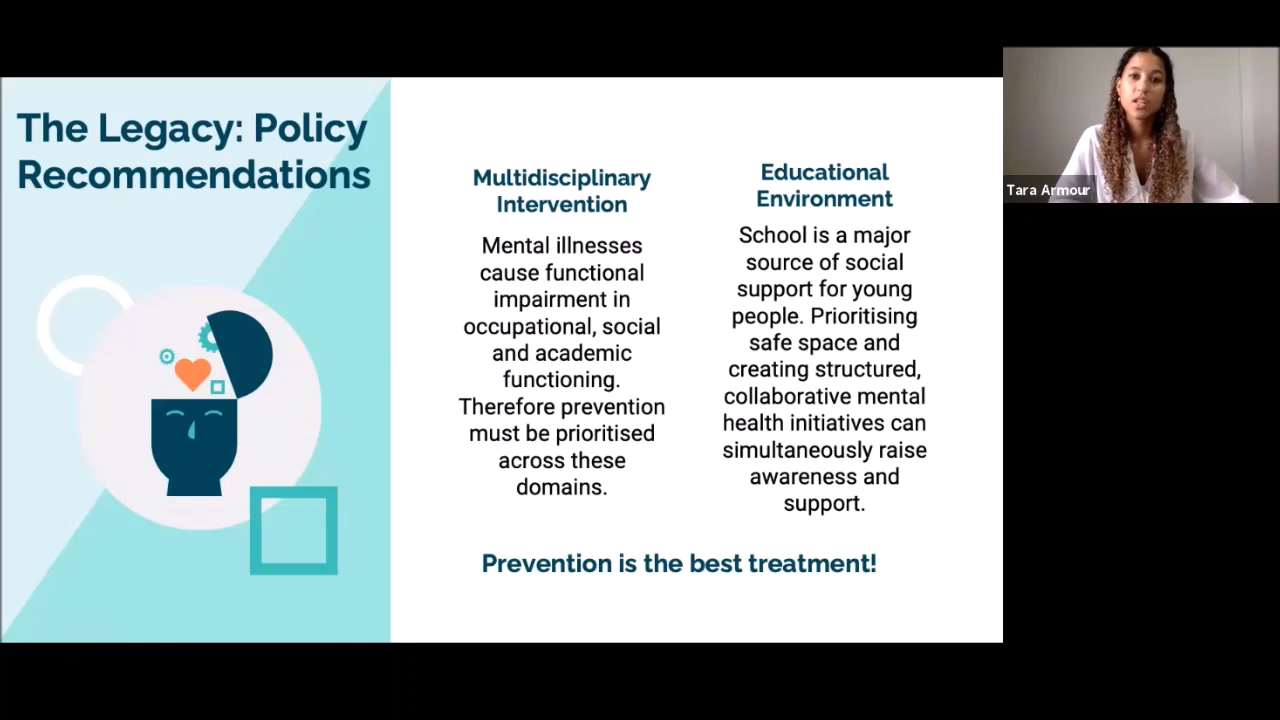 The Legacy: Policy
Recommendations
Multidisciplinary
Intervention
Mental illnesses
cause functional
impairment in
occupational, social
and academic
functioning.
Therefore prevention
must be prioritised
across these
domains.
Educational
Environment
School is a major
source of social
support for young
people. Prioritising
safe space and
creating structured,
collaborative mental
health initiatives can
simultaneously raise
awareness and
support.
Prevention is the best treatment!
Tara Armour